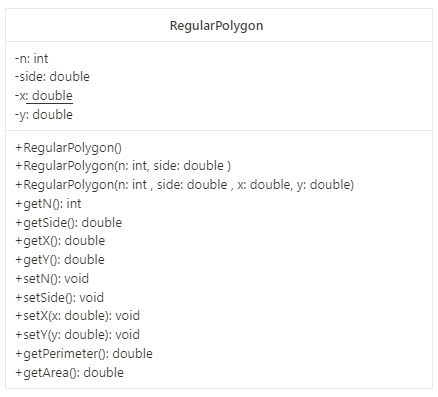 RegularPolygon
-n: int
-side: double
-x: double
-y: double
+RegularPolygon()
+RegularPolygon(n: int, side: double )
+RegularPolygon(n: int , side: double , x: double, y: double)
+getN(): int
+getSide(): double
+getX(): double
+getY(): double
+setN(): void
+setSide(): void
+setX(x: double): void
+setY(y: double): void
+getPerimeter(): double
+getArea(): double